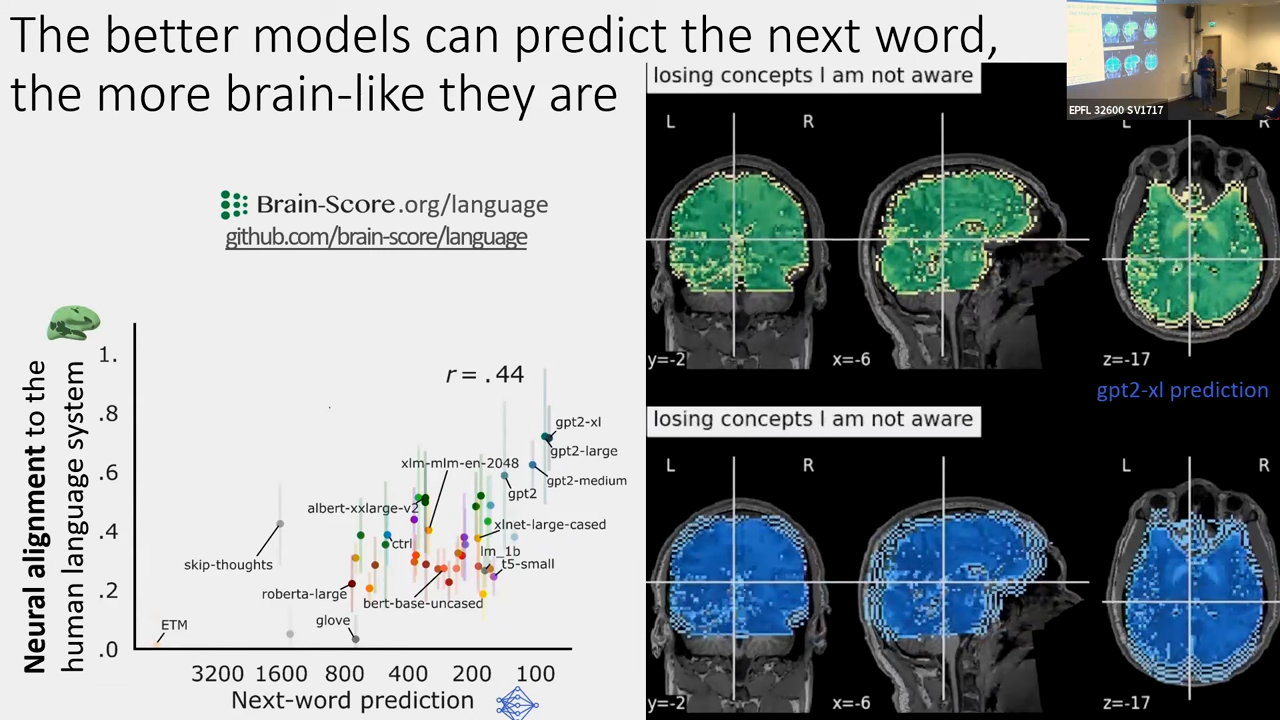 The better models can predict the next word,
the more brain-like they are
Brain-Score.org/language
github.com/brain-score/language
Neural alignment to the
human language system
1.
.8
.6
.4
.2
.0
r = .44
gpt2-xl
gpt2-large
gpt2-medium
xlm-mlm-en-2048
gpt2
albert-xxlarge-v2
xlnet-large-cased
skip-thoughts
ctrl
lm_1b
t5-small
roberta-large
bert-base-uncased
glove
ETM
3200 1600 800 400 200 100
Next-word prediction
losing concepts I am not aware
L R L R
y=-2 x=-6 z=-17
gpt2-xl prediction
losing concepts I am not aware
L R L R
y=-2 x=-6 z=-17
EPFL 32600 SV1717